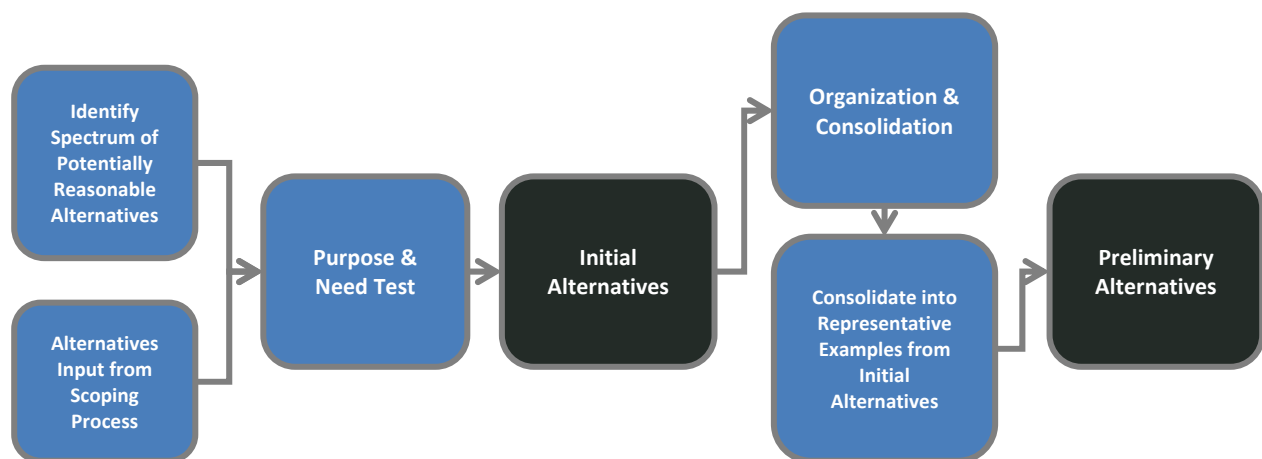 Identify
Spectrum of
Potentially
Reasonable
Alternatives
Alternatives
Input from
Scoping
Process
Purpose &
Need Test
Initial
Alternatives
Organization &
Consolidation
Consolidate into
Representative
Examples from
Initial
Alternatives
Preliminary
Alternatives